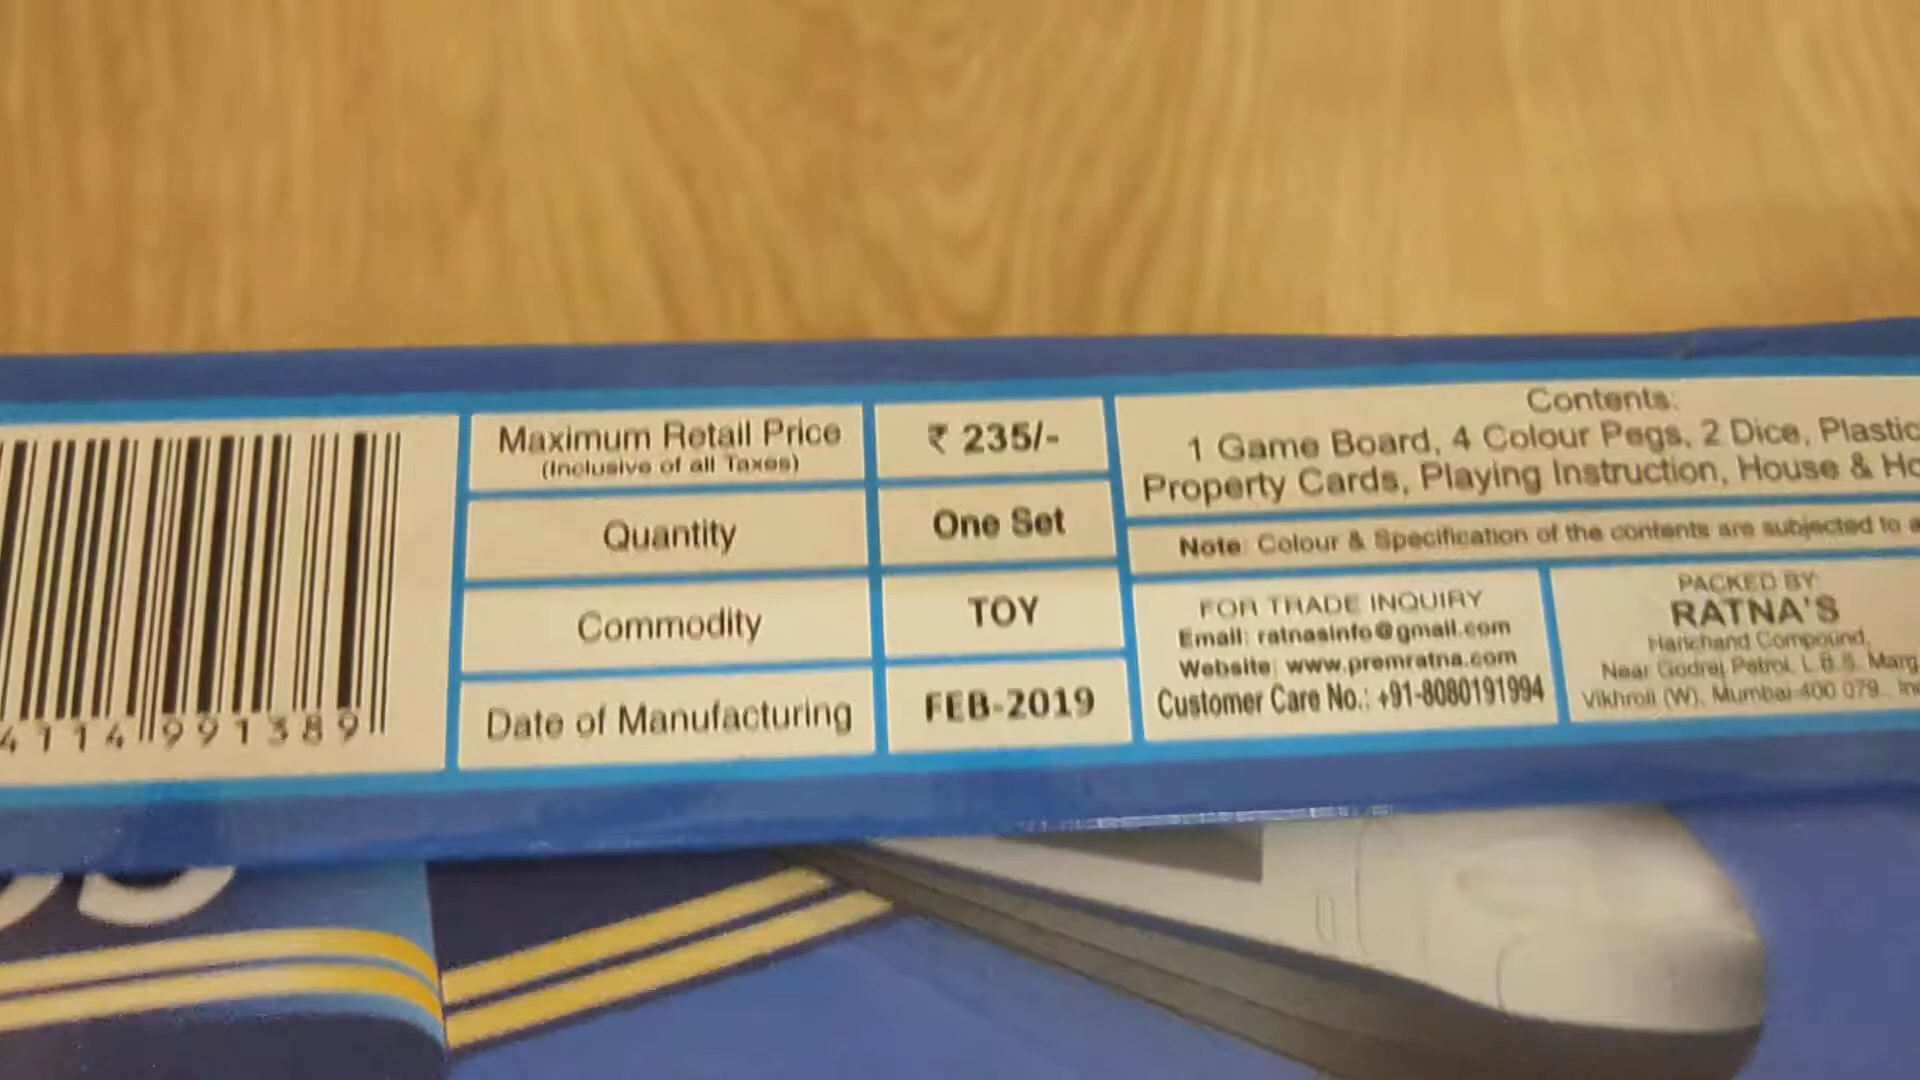 4114 991389
Maximum Retail Price
(Inclusive of all Taxes)
₹ 235/-
Quantity
One Set
Commodity
TOY
Date of Manufacturing
FEB-2019
Contents:
1 Game Board, 4 Colour Pegs, 2 Dice, Plastic
Property Cards, Playing Instruction, House & Ho
Note: Colour & Specification of the contents are subjected to a
FOR TRADE INQUIRY
Email: ratnasinfo@gmail.com
Website: www.premratna.com
Customer Care No.: +91-8080191994
PACKED BY:
RATNA'S
Harichand Compound,
Near Godrej Petrol, L.B.S. Marg
Vikhroli (W), Mumbai-400 079.